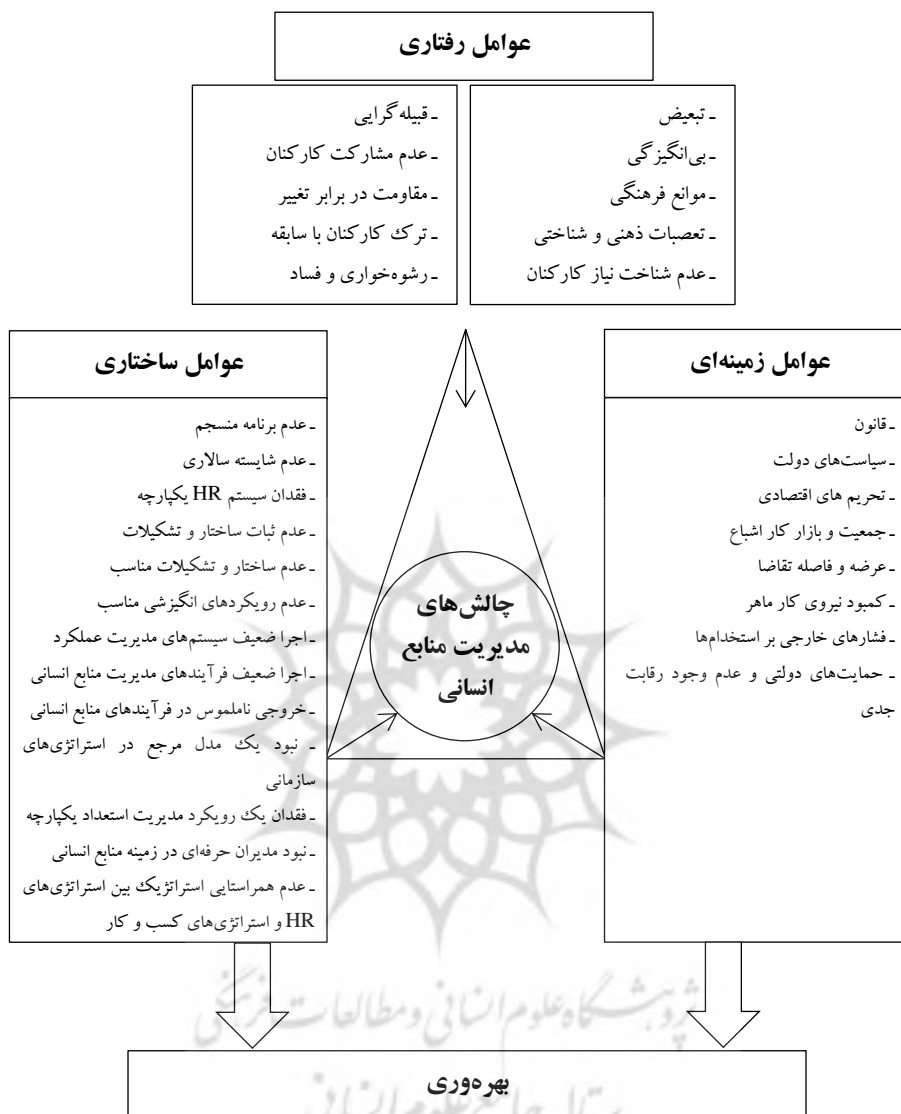 عوامل رفتاری
ـ تبعیض
ـ بی‌انگیزگی
ـ موانع فرهنگی
ـ تعصبات ذهنی و شناختی
ـ عدم شناخت نیاز کارکنان
ـ قبیله‌گرایی
ـ عدم مشارکت کارکنان
ـ مقاومت در برابر تغییر
ـ ترک کارکنان با سابقه
ـ رشوه‌خواری و فساد
عوامل زمینه‌ای
ـ قانون
ـ سیاست‌های دولت
ـ تحریم های اقتصادی
ـ جمعیت و بازار کار اشباع
ـ عرضه و فاصله تقاضا
ـ کمبود نیروی کار ماهر
ـ فشارهای خارجی بر استخدام‌ها
ـ حمایت‌های دولتی و عدم وجود رقابت
جدی
چالش‌های
مدیریت منابع
انسانی
عوامل ساختاری
ـ عدم برنامه منسجم
ـ عدم شایسته سالاری
ـ فقدان سیستم HR یکپارچه
ـ عدم ثبات ساختار و تشکیلات
ـ عدم ساختار و تشکیلات مناسب
ـ عدم رویکردهای انگیزشی مناسب
ـ اجرا ضعیف سیستم‌های مدیریت عملکرد
ـ اجرا ضعیف فرآیندهای مدیریت منابع انسانی
ـ خروجی ناملموس در فرآیندهای منابع انسانی
ـ نبود یک مدل مرجع در استراتژی‌های
سازمانی
ـ فقدان یک رویکرد مدیریت استعداد یکپارچه
ـ نبود مدیران حرفه‌ای در زمینه منابع انسانی
ـ عدم همراستایی استراتژیک بین استراتژی‌های
HR و استراتژی‌های کسب و کار
پژوهشگاه علوم انسانی و مطالعات فرهنگی
بهره‌وری